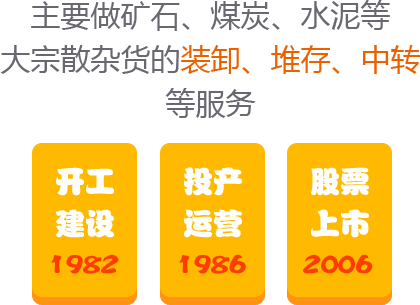 主要做矿石、煤炭、水泥等
大宗散杂货的装卸、堆存、中转
等服务
开工
建设
1982
投产
运营
1986
股票
上市
2006